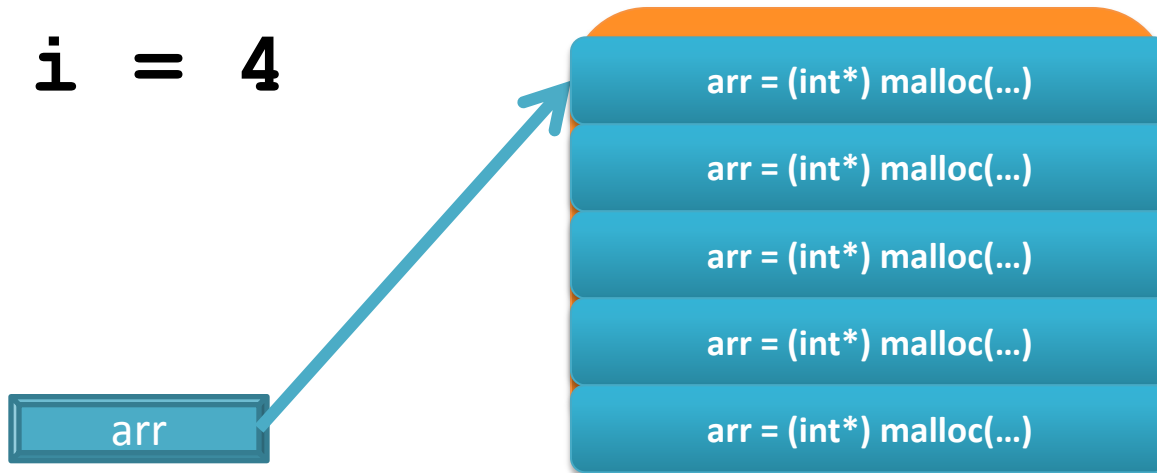 i = 4
arr = (int*) malloc(…)
arr = (int*) malloc(…)
arr = (int*) malloc(…)
arr = (int*) malloc(…)
arr = (int*) malloc(…)
arr